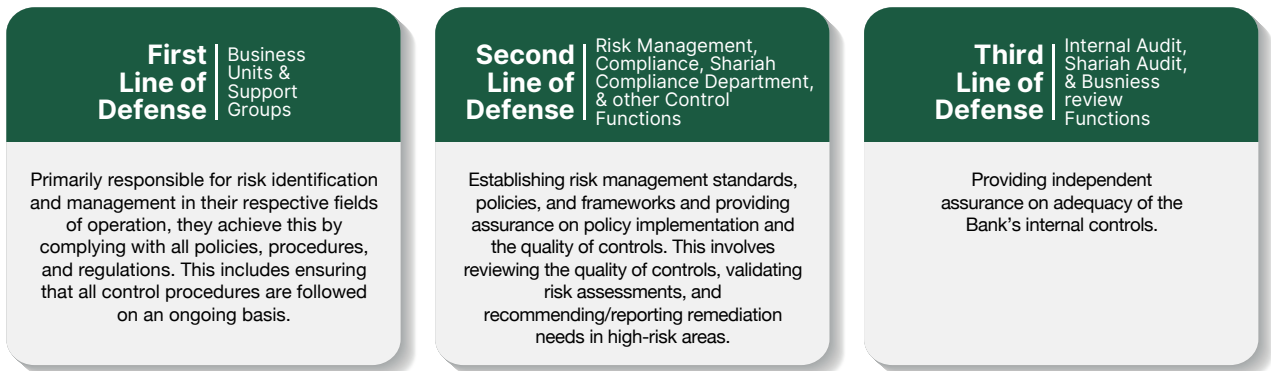 First
Line of
Defense
Business
Units &
Support
Groups
Primarily responsible for risk identification
and management in their respective fields
of operation, they achieve this by
complying with all policies, procedures,
and regulations. This includes ensuring
that all control procedures are followed
on an ongoing basis.
Second
Line of
Defense
Risk Management,
Compliance, Shariah
Compliance Department,
& other Control
Functions
Establishing risk management standards,
policies, and frameworks and providing
assurance on policy implementation and
the quality of controls. This involves
reviewing the quality of controls, validating
risk assessments, and
recommending/reporting remediation
needs in high-risk areas.
Third
Line of
Defense
Internal Audit,
Shariah Audit,
& Busniess
review
Functions
Providing independent
assurance on adequacy of the
Bank’s internal controls.